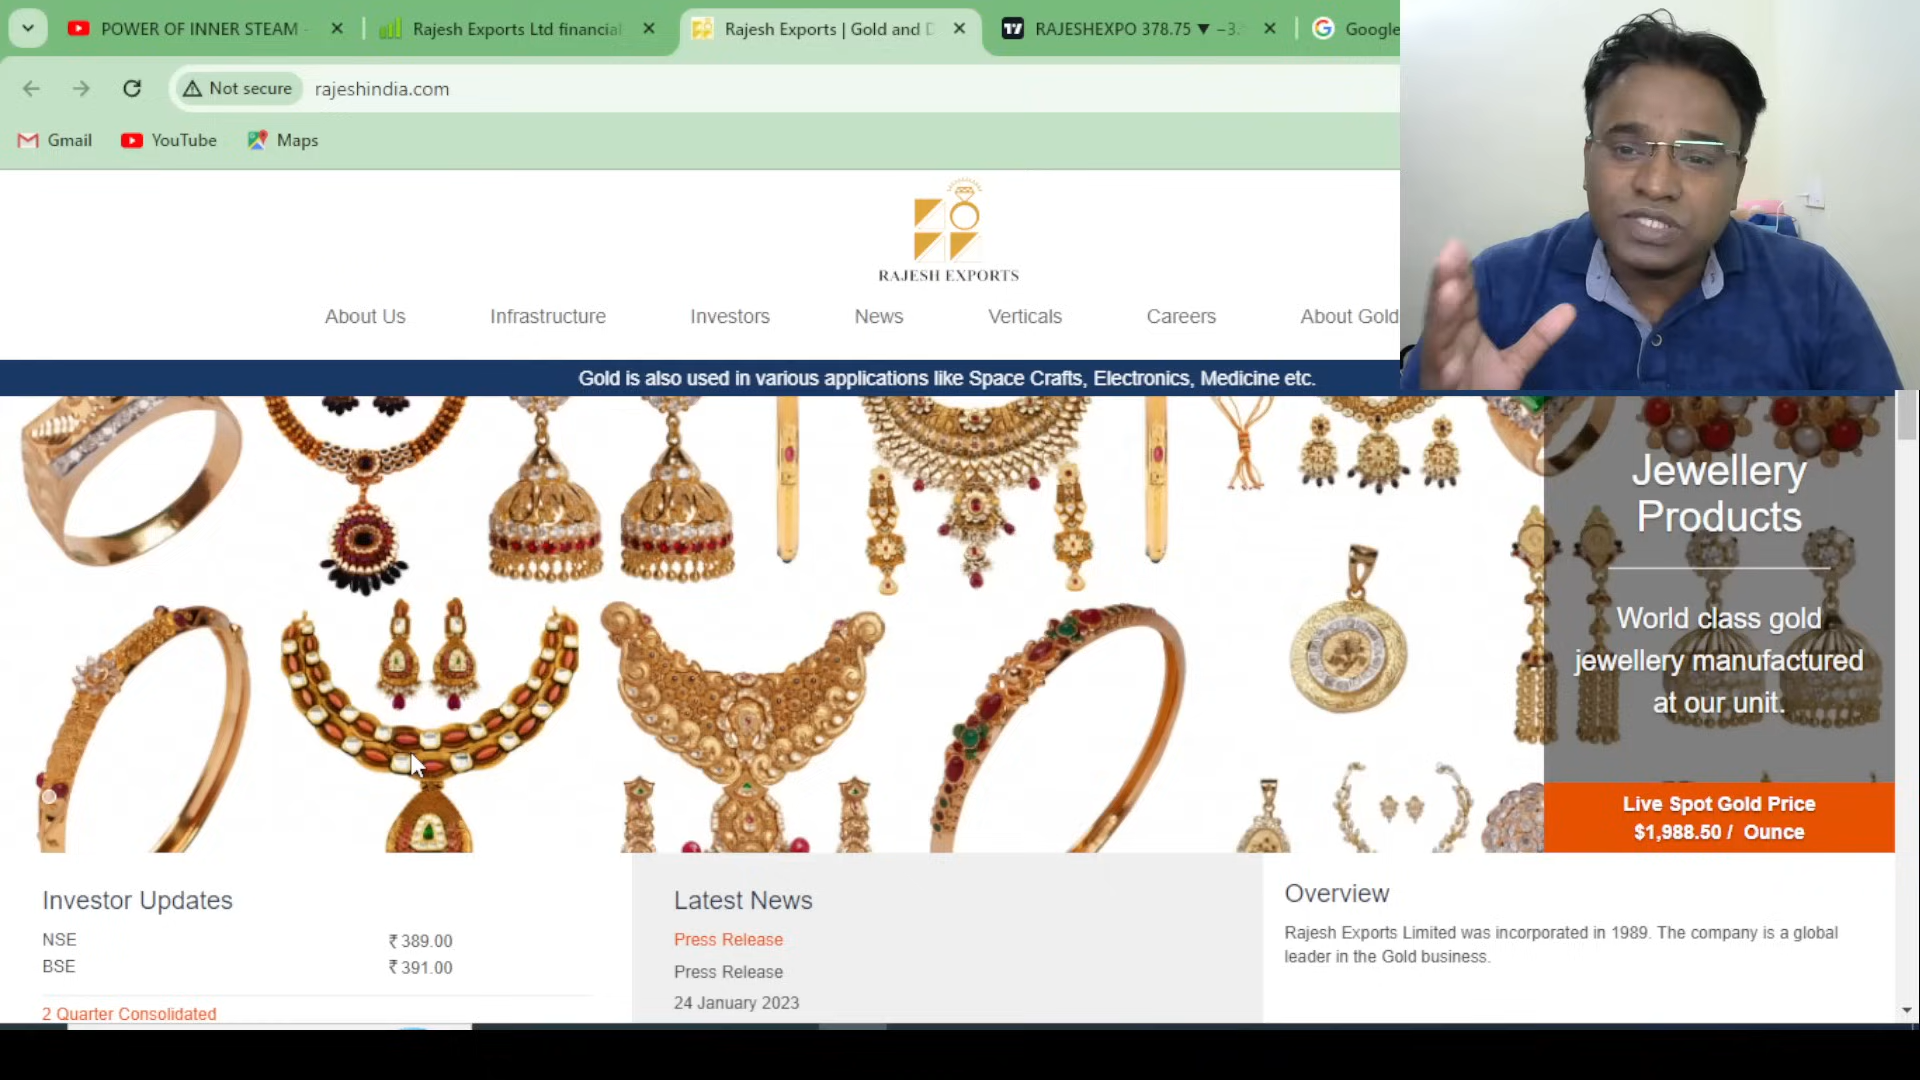 POWER OF INNER STEAM
Rajesh Exports Ltd financial
Rajesh Exports | Gold and D
RAJESHEXPO 378.75 ▼ −3.
Google
Not secure
rajeshindia.com
Gmail
YouTube
Maps
RAJESH EXPORTS
About Us
Infrastructure
Investors
News
Verticals
Careers
About Gold
Gold is also used in various applications like Space Crafts, Electronics, Medicine etc.
Jewellery
Products
World class gold
jewellery manufactured
at our unit.
Live Spot Gold Price
$1,988.50 / Ounce
Investor Updates
NSE ₹ 389.00
BSE ₹ 391.00
2 Quarter Consolidated
Latest News
Press Release
Press Release
24 January 2023
Overview
Rajesh Exports Limited was incorporated in 1989. The company is a global
leader in the Gold business.